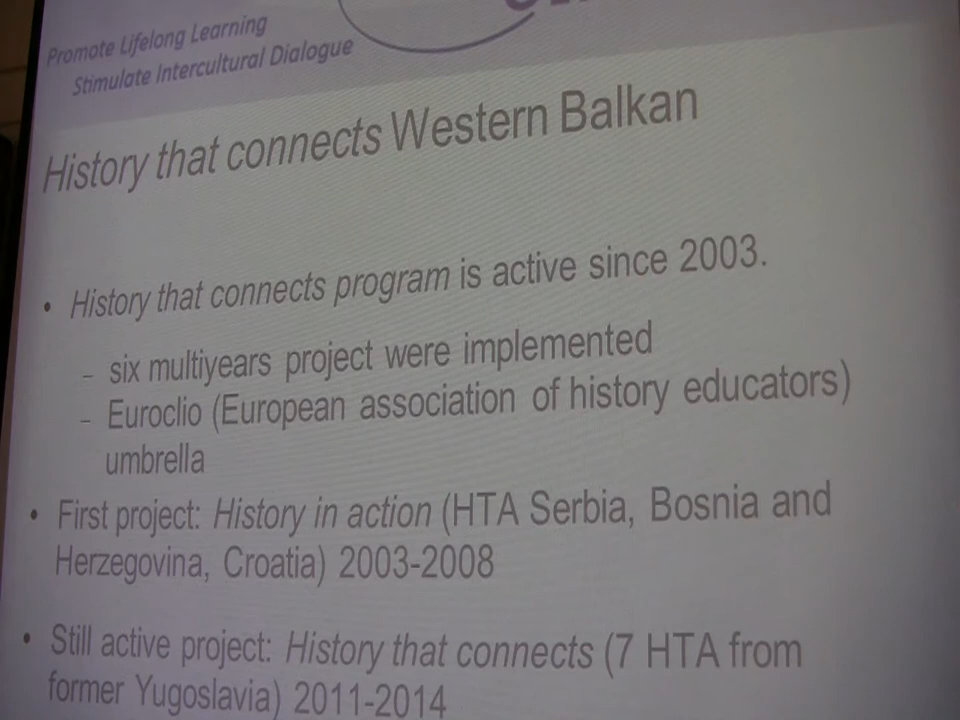 Promote Lifelong Learning
Stimulate Intercultural Dialogue
History that connects Western Balkan
• History that connects program is active since 2003.
– six multiyears project were implemented
– Euroclio (European association of history educators)
umbrella
• First project: History in action (HTA Serbia, Bosnia and
Herzegovina, Croatia) 2003-2008
• Still active project: History that connects (7 HTA from
former Yugoslavia) 2011-2014